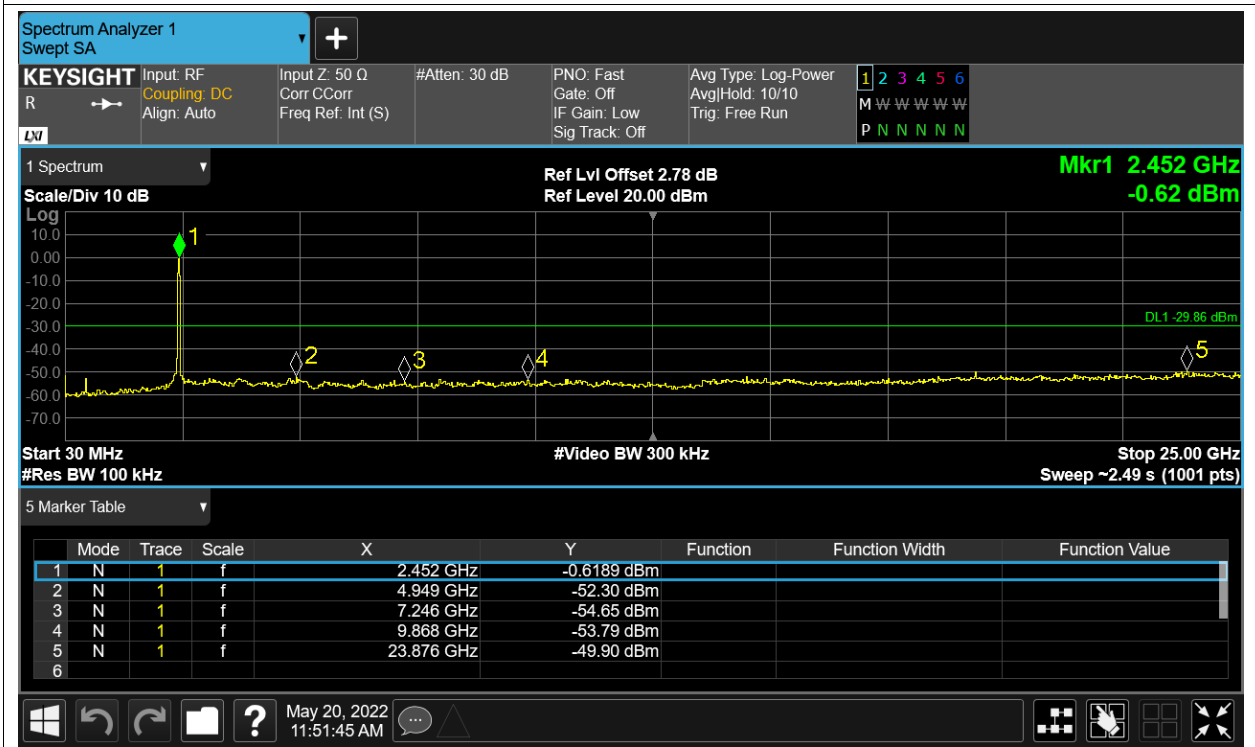 Spectrum Analyzer 1
Swept SA
+
KEYSIGHT Input: RF Input Z: 50 Ω #Atten: 30 dB PNO: Fast Avg Type: Log-Power 1 2 3 4 5 6
R Coupling: DC Corr CCorr Gate: Off Avg|Hold: 10/10 M W W W W W
Align: Auto Freq Ref: Int (S) IF Gain: Low Trig: Free Run
LXI Sig Track: Off P N N N N N
1 Spectrum Ref Lvl Offset 2.78 dB Mkr1 2.452 GHz
Scale/Div 10 dB Ref Level 20.00 dBm -0.62 dBm
Log
10.0 1
0.00
-10.0
-20.0
-30.0 DL1 -29.86 dBm
-40.0 2 3 4 5
-50.0
-60.0
-70.0
Start 30 MHz #Video BW 300 kHz Stop 25.00 GHz
#Res BW 100 kHz Sweep ~2.49 s (1001 pts)
5 Marker Table
Mode Trace Scale X Y Function Function Width Function Value
1 N 1 f 2.452 GHz -0.6189 dBm
2 N 1 f 4.949 GHz -52.30 dBm
3 N 1 f 7.246 GHz -54.65 dBm
4 N 1 f 9.868 GHz -53.79 dBm
5 N 1 f 23.876 GHz -49.90 dBm
6
? May 20, 2022
11:51:45 AM